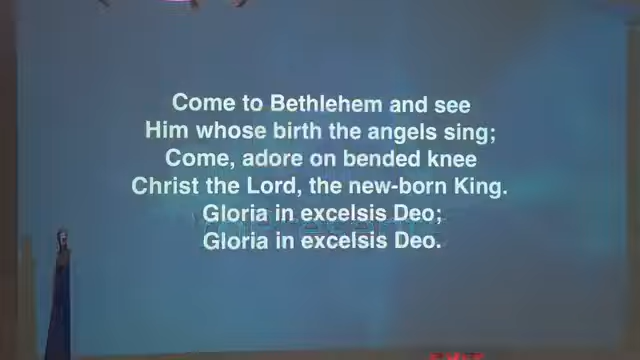 Come to Bethlehem and see
Him whose birth the angels sing;
Come, adore on bended knee
Christ the Lord, the new-born King.
Gloria in excelsis Deo;
Gloria in excelsis Deo.